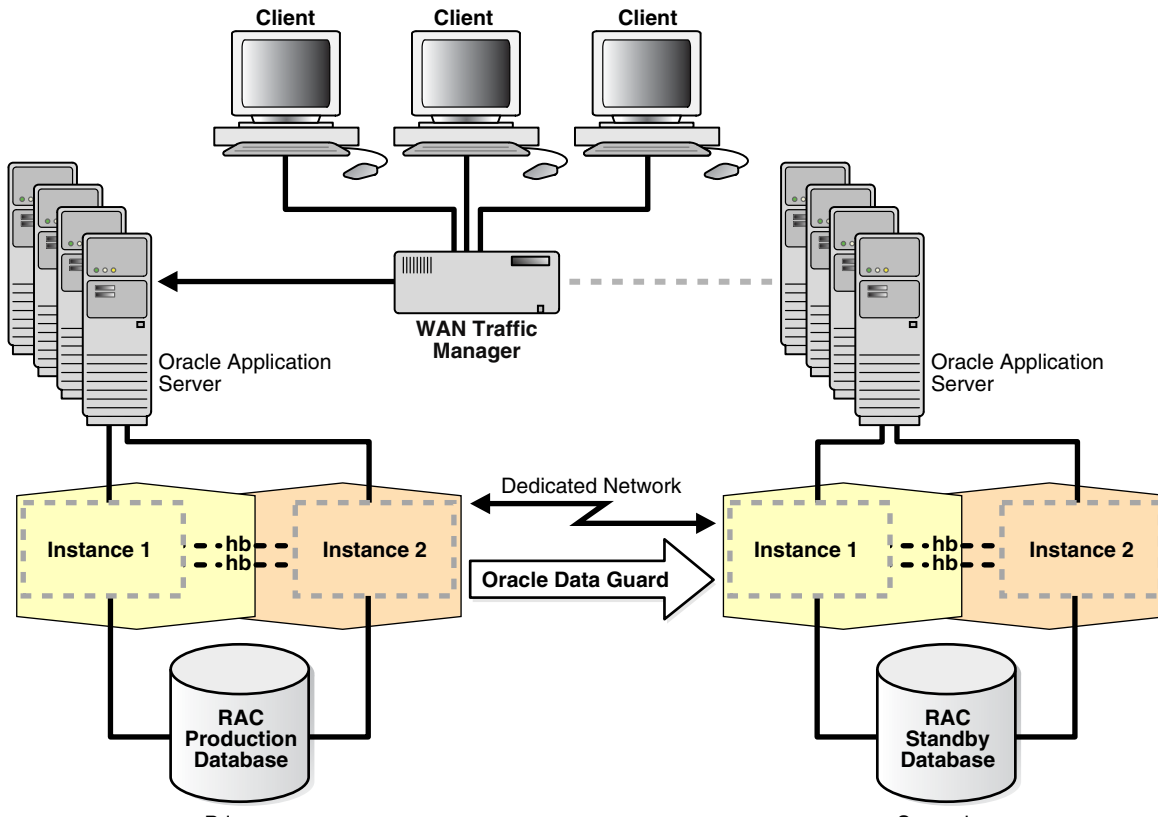 Client
Client
Client
WAN Traffic
Manager
Oracle Application
Server
Oracle Application
Server
Dedicated Network
Instance 1
hb
hb
Instance 2
Oracle Data Guard
Instance 1
hb
hb
Instance 2
RAC
Production
Database
RAC
Standby
Database